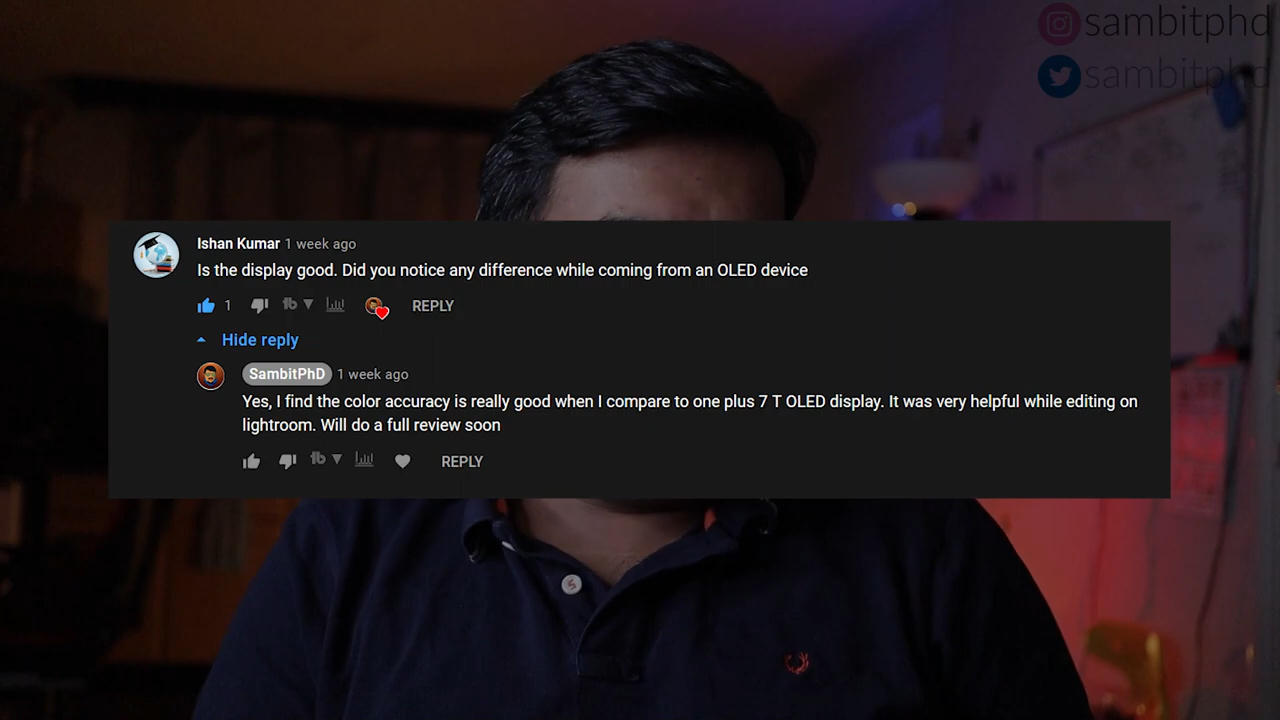 sambitphd
sambitphd
Ishan Kumar 1 week ago
Is the display good. Did you notice any difference while coming from an OLED device
1
REPLY
Hide reply
SambitPhD 1 week ago
Yes, I find the color accuracy is really good when I compare to one plus 7 T OLED display. It was very helpful while editing on
lightroom. Will do a full review soon
REPLY